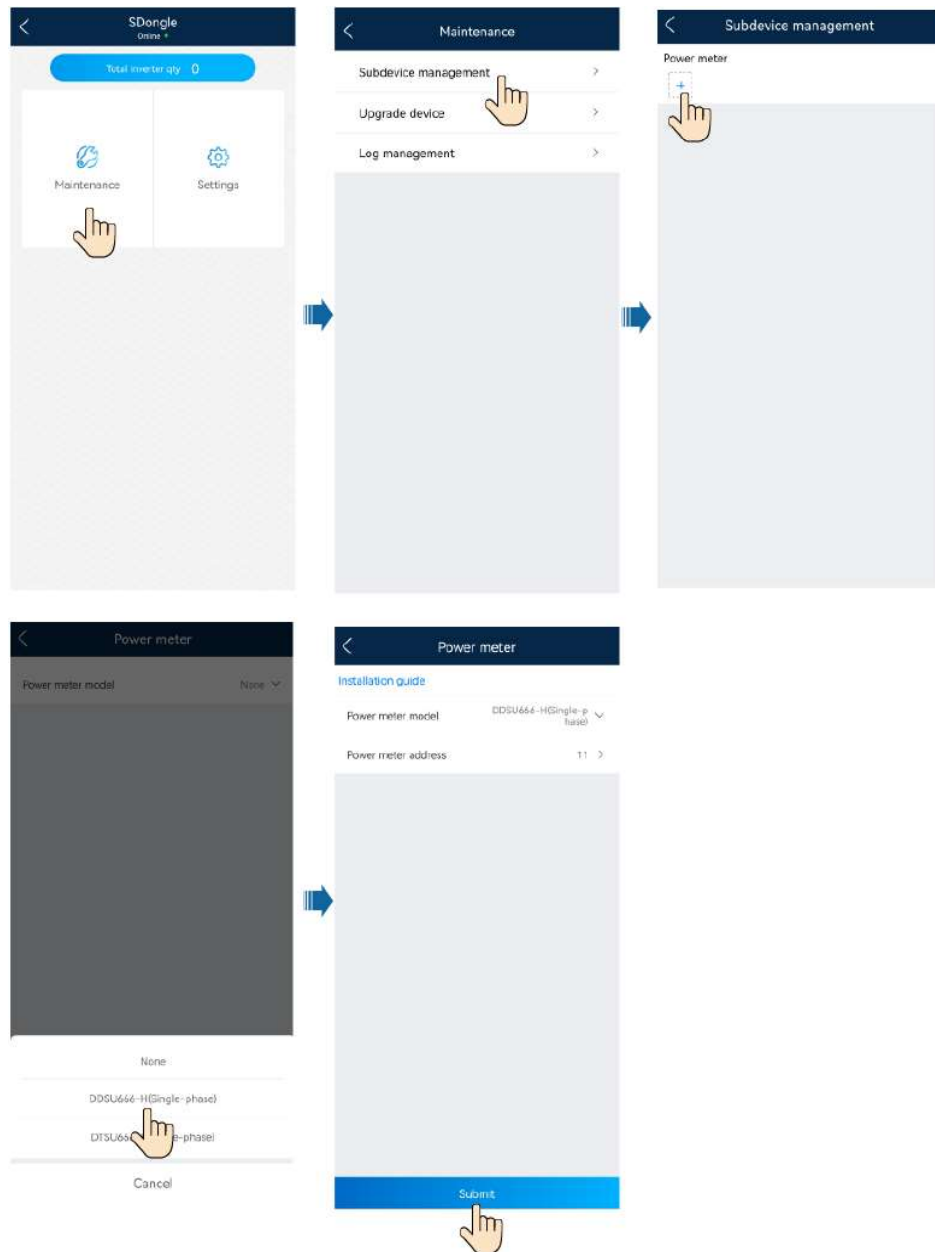 SDongle
Online
Total inverter qty 0
Maintenance
Settings
Maintenance
Subdevice management
Upgrade device
Log management
Subdevice management
Power meter
+
Power meter
Power meter model
None
None
DDSU666-H(Single-phase)
e-phase)
Cancel
Power meter
Installation guide
Power meter model
DDSU666-H(Single-p
hase)
Power meter address
11
Submit